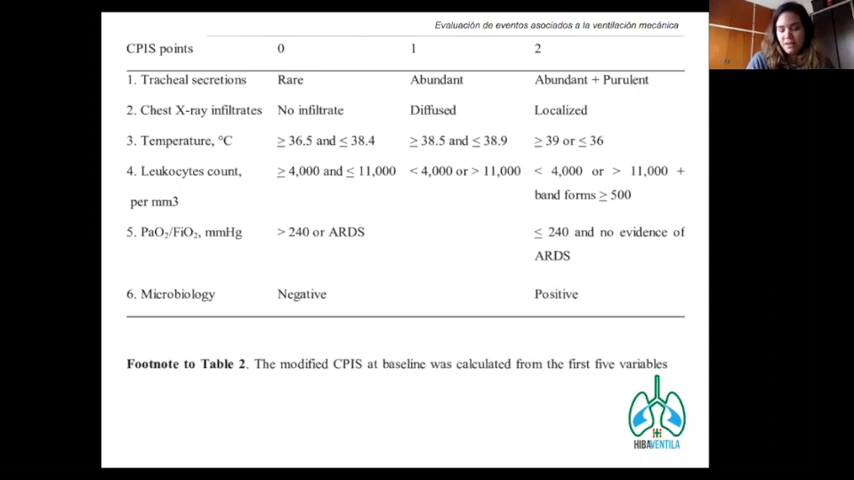 Evaluación de eventos asociados a la ventilación mecánica
CPIS points 0 1 2
1. Tracheal secretions Rare Abundant Abundant + Purulent
2. Chest X-ray infiltrates No infiltrate Diffused Localized
3. Temperature, °C ≥ 36.5 and ≤ 38.4 ≥ 38.5 and ≤ 38.9 ≥ 39 or ≤ 36
4. Leukocytes count, ≥ 4,000 and ≤ 11,000 < 4,000 or > 11,000 < 4,000 or > 11,000 +
per mm3 band forms ≥ 500
5. PaO₂/FiO₂, mmHg > 240 or ARDS ≤ 240 and no evidence of
ARDS
6. Microbiology Negative Positive
Footnote to Table 2. The modified CPIS at baseline was calculated from the first five variables
HIBAVENTILA